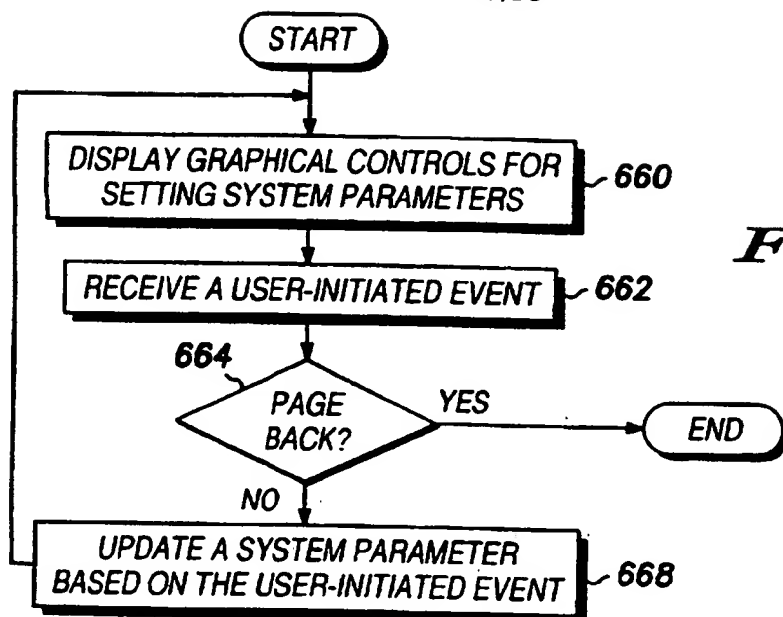 START
DISPLAY GRAPHICAL CONTROLS FOR
SETTING SYSTEM PARAMETERS
660
RECEIVE A USER-INITIATED EVENT
662
664
PAGE
BACK?
YES
END
NO
UPDATE A SYSTEM PARAMETER
BASED ON THE USER-INITIATED EVENT
668
F